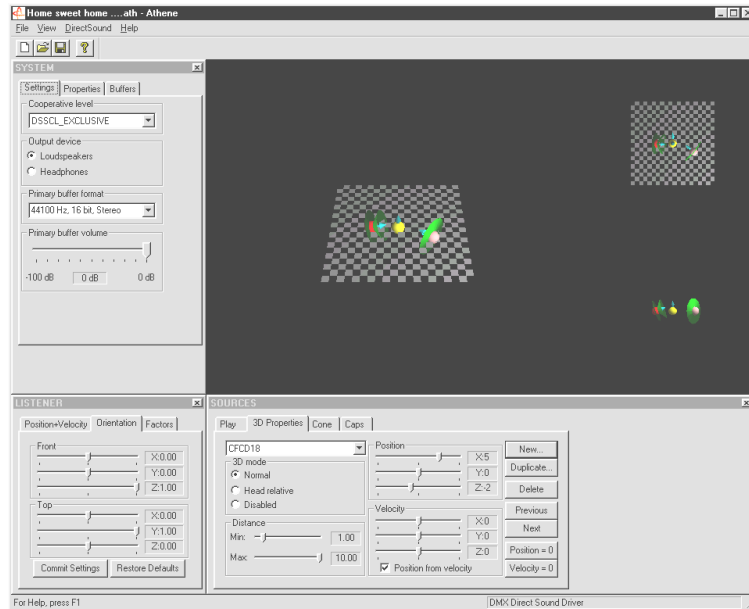 Home sweet home ....ath - Athene
File View DirectSound Help
SYSTEM
Settings Properties Buffers
Cooperative level
DSSCL_EXCLUSIVE
Output device
Loudspeakers
Headphones
Primary buffer format
44100 Hz, 16 bit, Stereo
Primary buffer volume
-100 dB 0 dB 0 dB
LISTENER
Position+Velocity Orientation Factors
Front
X:0.00
Y:0.00
Z:1.00
Top
X:0.00
Y:1.00
Z:0.00
Commit Settings Restore Defaults
SOURCES
Play 3D Properties Cone Caps
CFCD18
3D mode
Normal
Head relative
Disabled
Distance
Min: 1.00
Max: 10.00
Position
X:5
Y:0
Z:-2
Velocity
X:0
Y:0
Z:0
Position from velocity
New...
Duplicate...
Delete
Previous
Next
Position = 0
Velocity = 0
For Help, press F1
DMX Direct Sound Driver